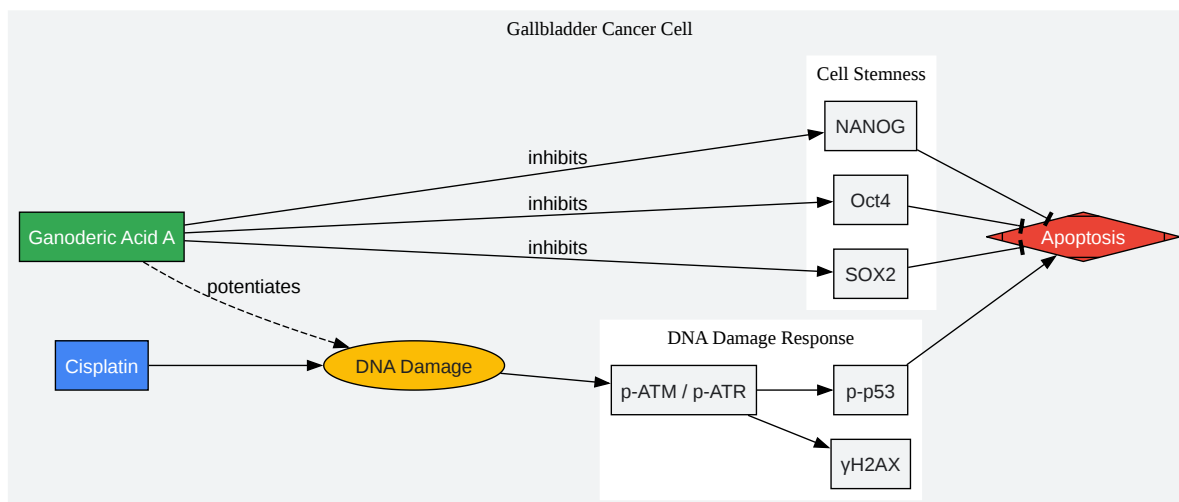 Gallbladder Cancer Cell
Cell Stemness
NANOG
inhibits
Oct4
inhibits
Ganoderic Acid A
Apoptosis
inhibits
SOX2
potentiates
DNA Damage Response
Cisplatin
DNA Damage
p-ATM / p-ATR
p-p53
γH2AX